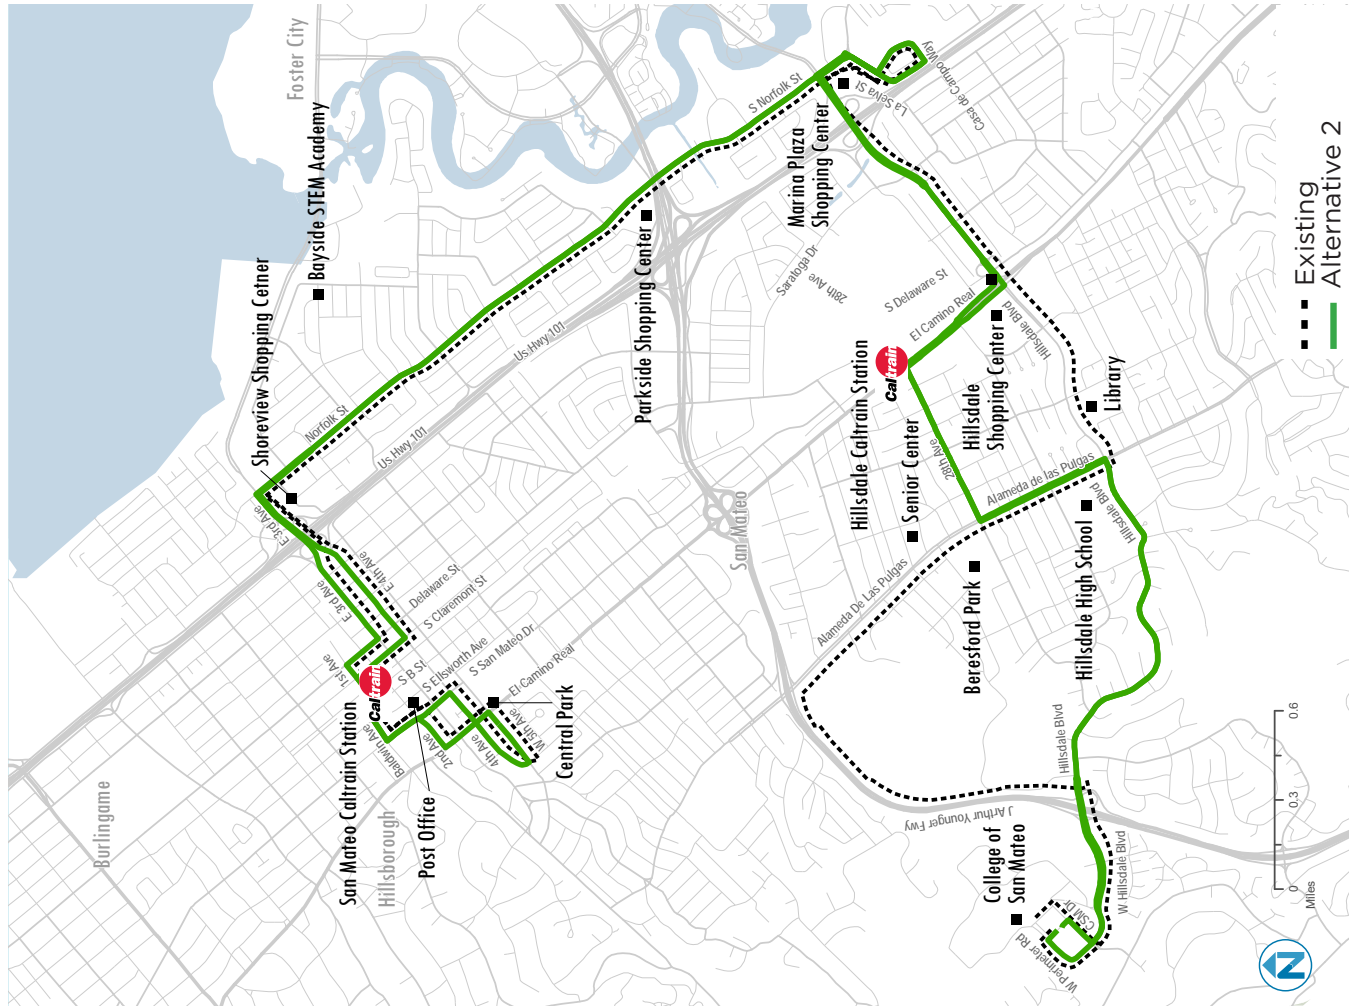 Foster City
Bayside STEM Academy
Shoreview Shopping Cetner
S Norfolk St
La Selva St
Casa de Campo Way
Marina Plaza
Shopping Center
Parkside Shopping Center
Saratoga Dr
28th Ave
S Delaware St
El Camino Real
Hillsdale Blvd
Us Hwy 101
Norfolk St
Us Hwy 101
E 3rd Ave
E 3rd Ave
E 4th Ave
Delaware St
S Claremont St
1st Ave
San Mateo Caltrain Station
Caltrain
S B St
S Ellsworth Ave
S San Mateo Dr
El Camino Real
Baldwin Ave
2nd Ave
4th Ave
W 5th Ave
Central Park
Post Office
Hillsborough
Burlingame
San Mateo
Hillsdale Caltrain Station
Caltrain
Senior Center
Hillsdale
Shopping Center
Library
28th Ave
Alameda de las Pulgas
Alameda De Las Pulgas
Beresford Park
Hillsdale High School
Hillsdale Blvd
Hillsdale Blvd
J Arthur Younger Fwy
College of
San Mateo
W Hillsdale Blvd
CSM Dr
W Perimeter Rd
Existing
Alternative 2
0
0.3
0.6
Miles
N